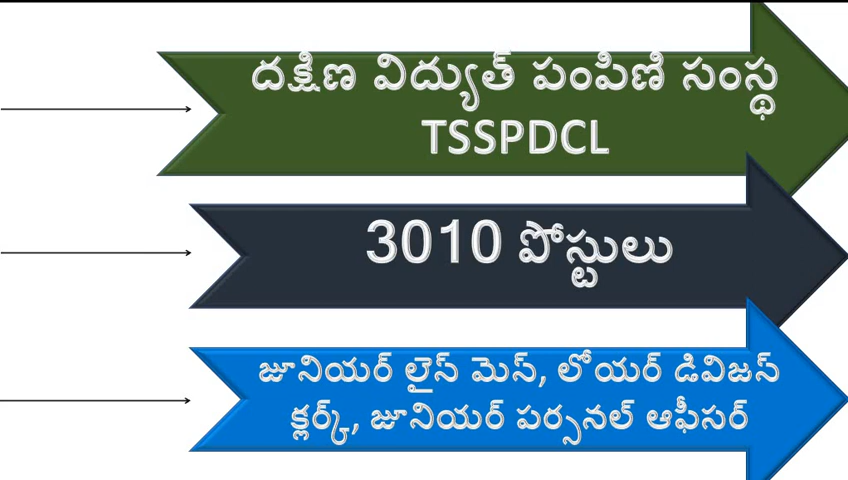 దక్షిణ విద్యుత్ పంపిణి సంస్థ
TSSPDCL
3010 పోస్టులు
జూనియర్ లైన్ మెన్, లోయర్ డివిజన్
క్లర్క్, జూనియర్ పర్సనల్ ఆఫీసర్